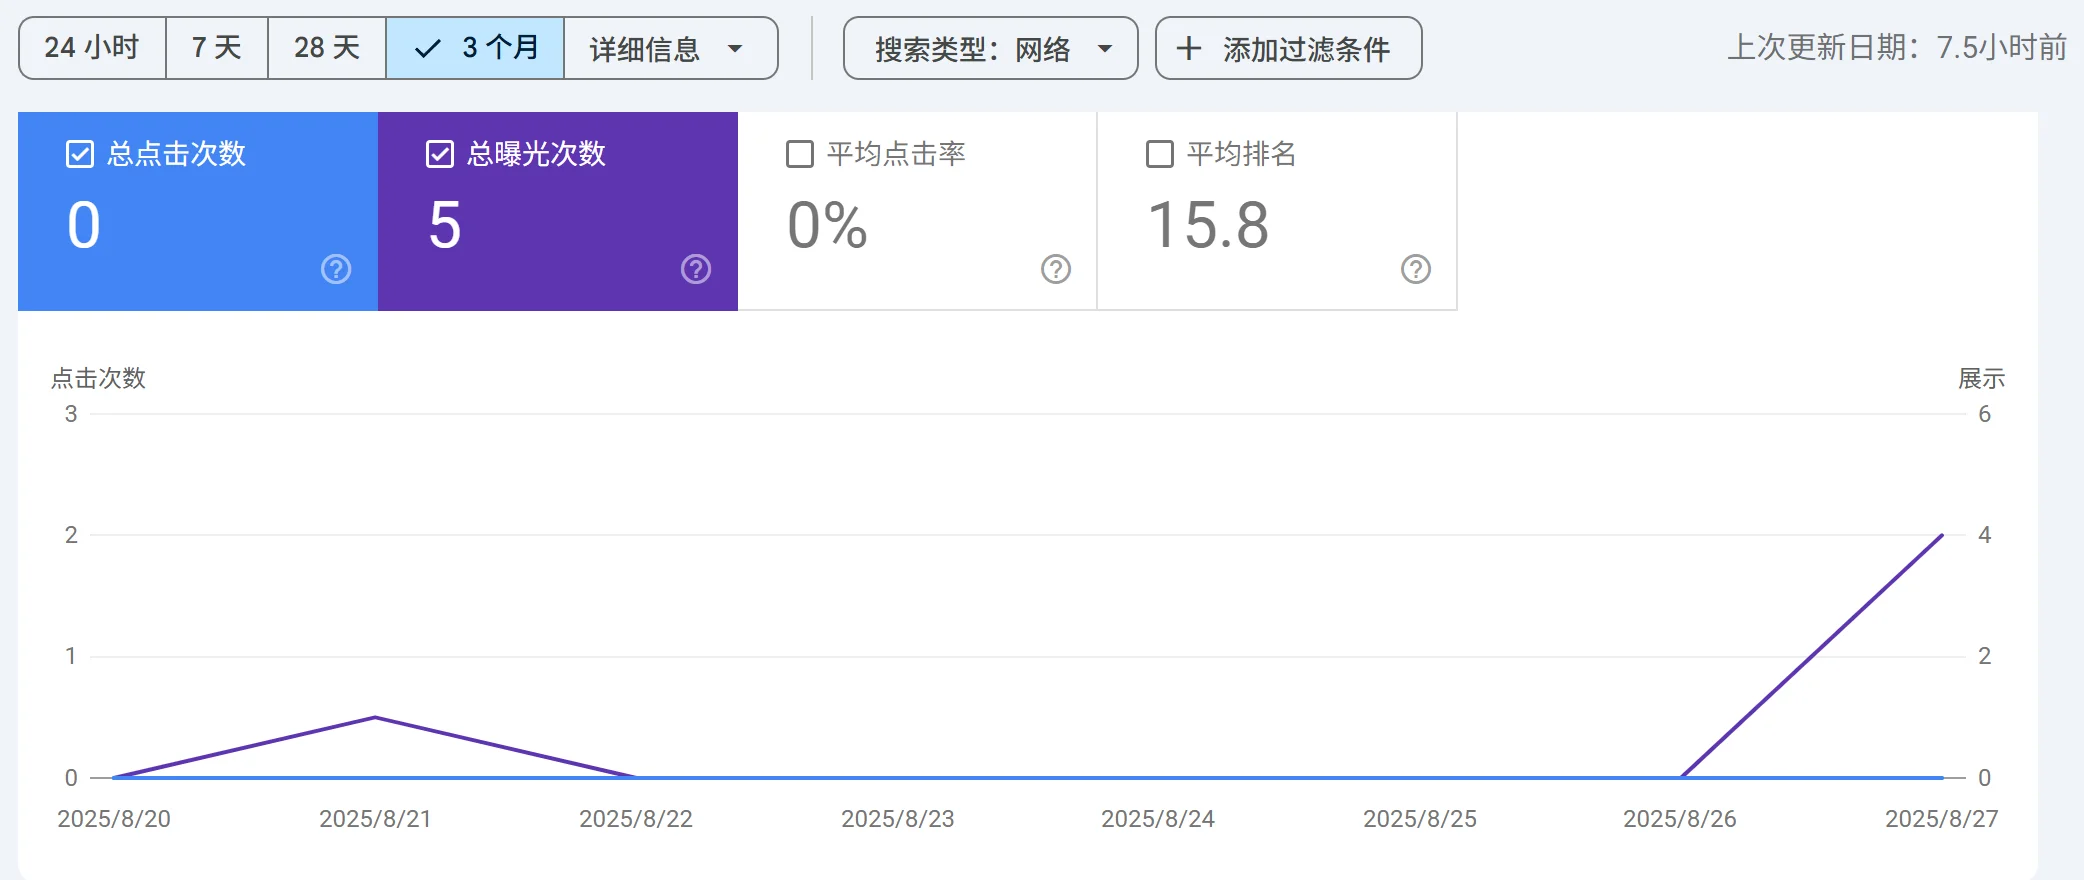 24 小时 7 天 28 天 3 个月 详细信息 搜索类型：网络 添加过滤条件 上次更新日期：7.5小时前
总点击次数 总曝光次数 平均点击率 平均排名
0 5 0% 15.8
? ? ? ?
点击次数 展示
3 6
2 4
1 2
0 0
2025/8/20 2025/8/21 2025/8/22 2025/8/23 2025/8/24 2025/8/25 2025/8/26 2025/8/27